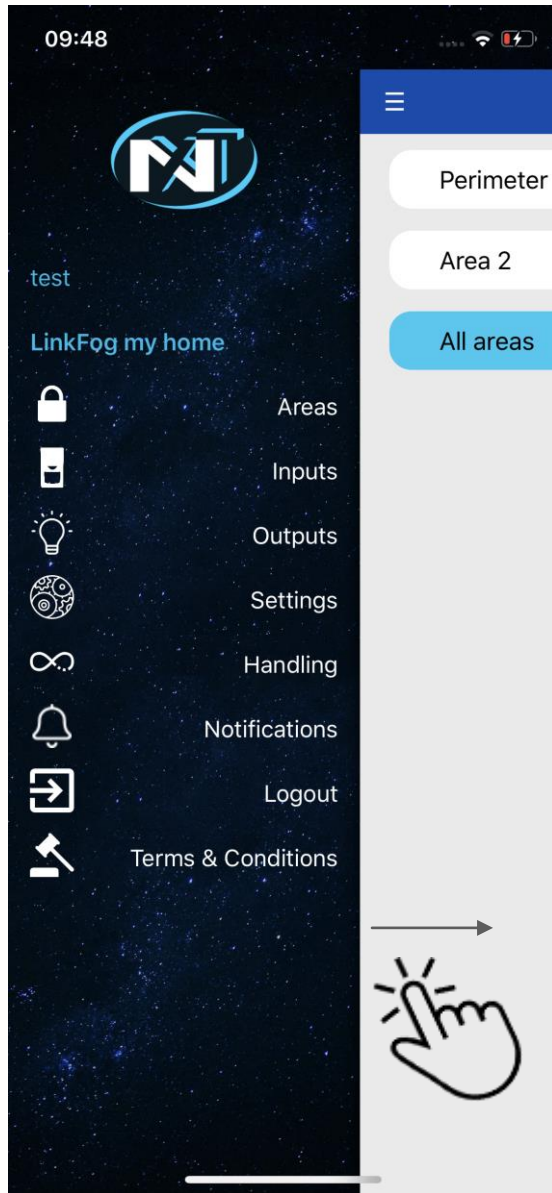 09:48
NXT
test
LinkFog my home
Areas
Inputs
Outputs
Settings
Handling
Notifications
Logout
Terms & Conditions
Perimeter
Area 2
All areas